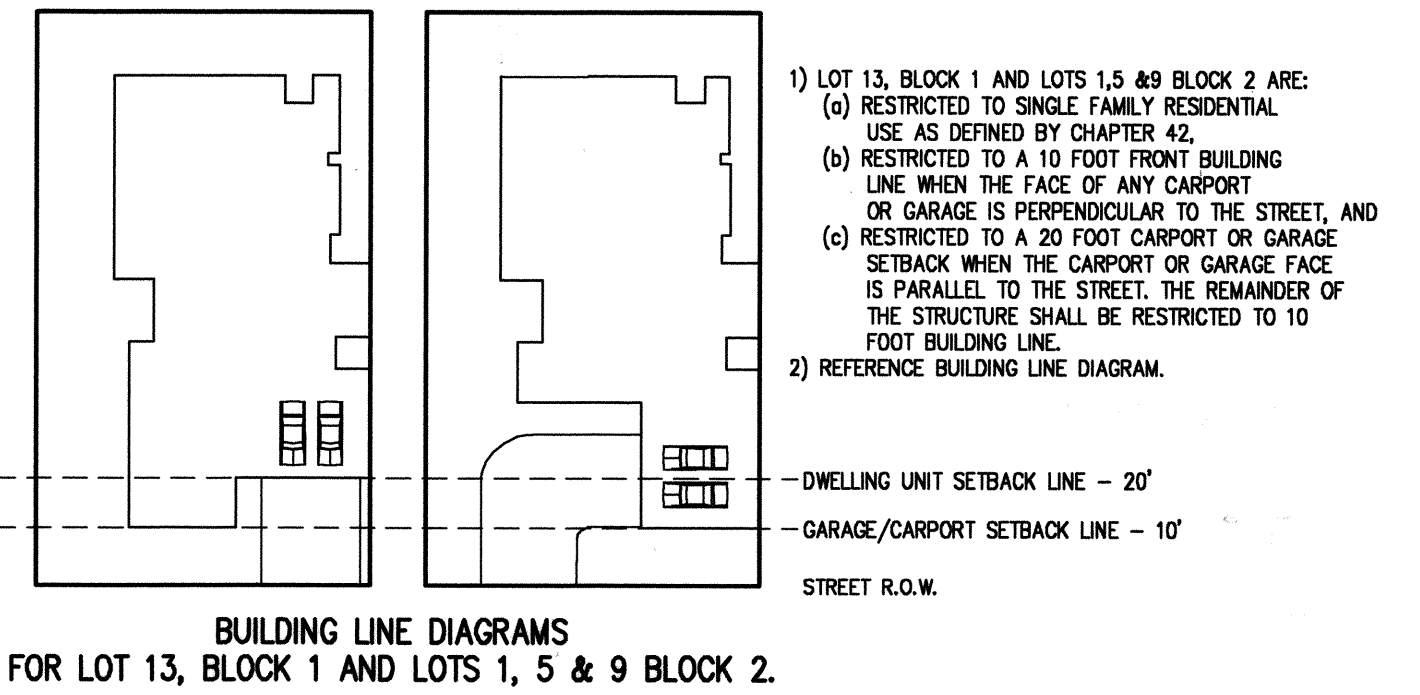 1) LOT 13, BLOCK 1 AND LOTS 1,5 &9 BLOCK 2 ARE:
(a) RESTRICTED TO SINGLE FAMILY RESIDENTIAL
USE AS DEFINED BY CHAPTER 42,
(b) RESTRICTED TO A 10 FOOT FRONT BUILDING
LINE WHEN THE FACE OF ANY CARPORT
OR GARAGE IS PERPENDICULAR TO THE STREET, AND
(c) RESTRICTED TO A 20 FOOT CARPORT OR GARAGE
SETBACK WHEN THE CARPORT OR GARAGE FACE
IS PARALLEL TO THE STREET. THE REMAINDER OF
THE STRUCTURE SHALL BE RESTRICTED TO 10
FOOT BUILDING LINE.
2) REFERENCE BUILDING LINE DIAGRAM.
DWELLING UNIT SETBACK LINE – 20'
GARAGE/CARPORT SETBACK LINE – 10'
STREET R.O.W.
BUILDING LINE DIAGRAMS
FOR LOT 13, BLOCK 1 AND LOTS 1, 5 & 9 BLOCK 2.